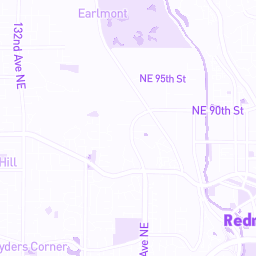 Earlmont
132nd Ave NE
NE 95th St
NE 90th St
Hill
Redm
Ave NE
yders Corner